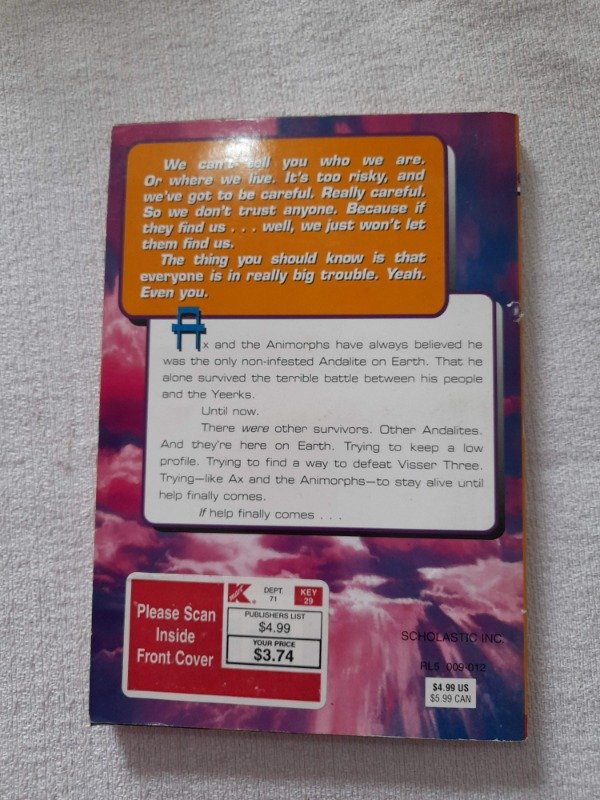 We can't tell you who we are.
Or where we live. It's too risky, and
we've got to be careful. Really careful.
So we don't trust anyone. Because if
they find us . . . well, we just won't let
them find us.
The thing you should know is that
everyone is in really big trouble. Yeah.
Even you.
Ax and the Animorphs have always believed he
was the only non-infested Andalite on Earth. That he
alone survived the terrible battle between his people
and the Yeerks.
Until now.
There were other survivors. Other Andalites.
And they're here on Earth. Trying to keep a low
profile. Trying to find a way to defeat Visser Three.
Trying—like Ax and the Animorphs—to stay alive until
help finally comes.
If help finally comes . . .
Please Scan
Inside
Front Cover
K
mart
DEPT.
71
KEY
29
PUBLISHERS LIST
$4.99
YOUR PRICE
$3.74
SCHOLASTIC INC.
RL5 009-012
$4.99 US
$5.99 CAN